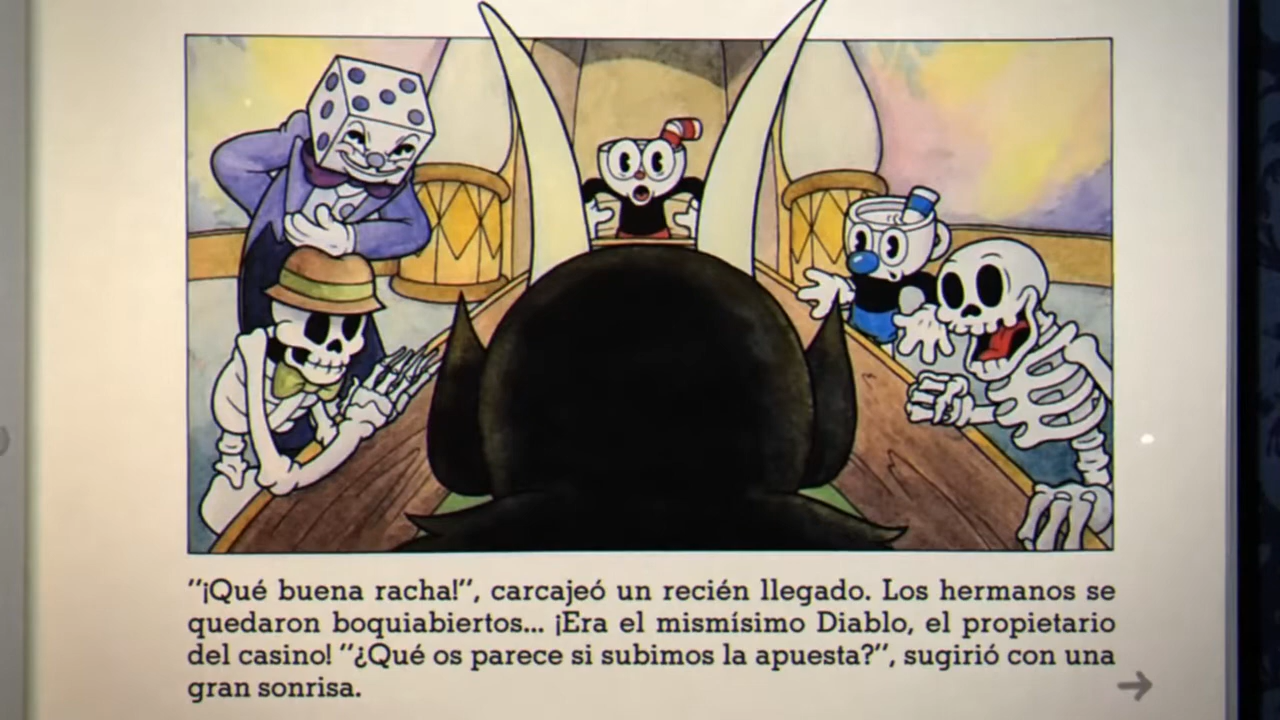 "¡Qué buena racha!", carcajeó un recién llegado. Los hermanos se
quedaron boquiabiertos... ¡Era el mismísimo Diablo, el propietario
del casino! "¿Qué os parece si subimos la apuesta?", sugirió con una
gran sonrisa.